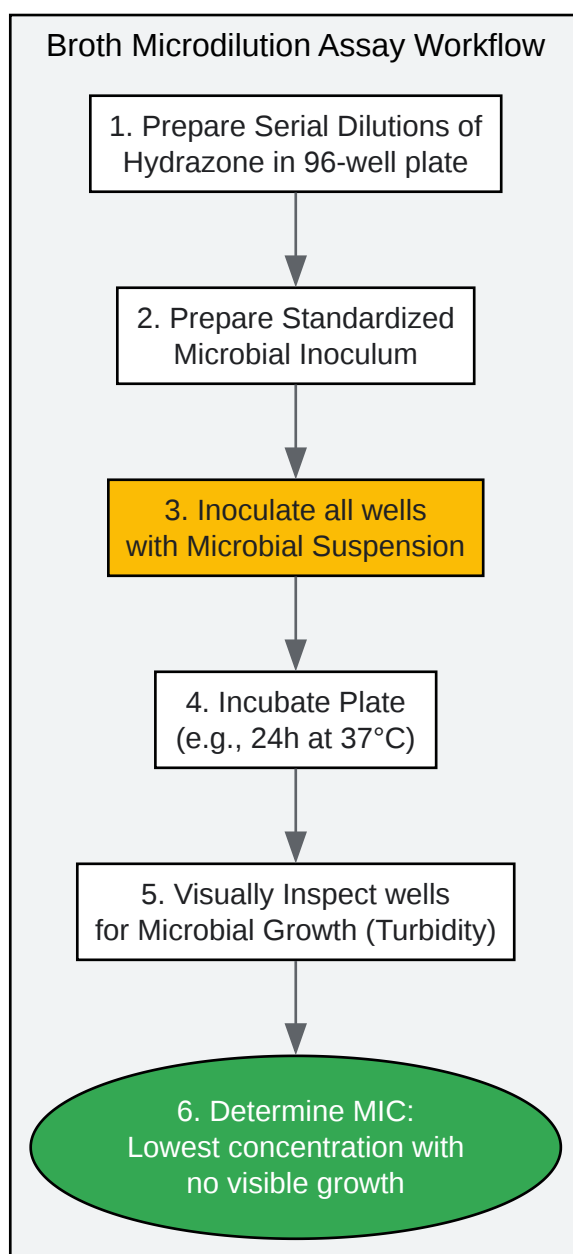 Broth Microdilution Assay Workflow
1. Prepare Serial Dilutions of
Hydrazone in 96-well plate
2. Prepare Standardized
Microbial Inoculum
3. Inoculate all wells
with Microbial Suspension
4. Incubate Plate
(e.g., 24h at 37°C)
5. Visually Inspect wells
for Microbial Growth (Turbidity)
6. Determine MIC:
Lowest concentration with
no visible growth